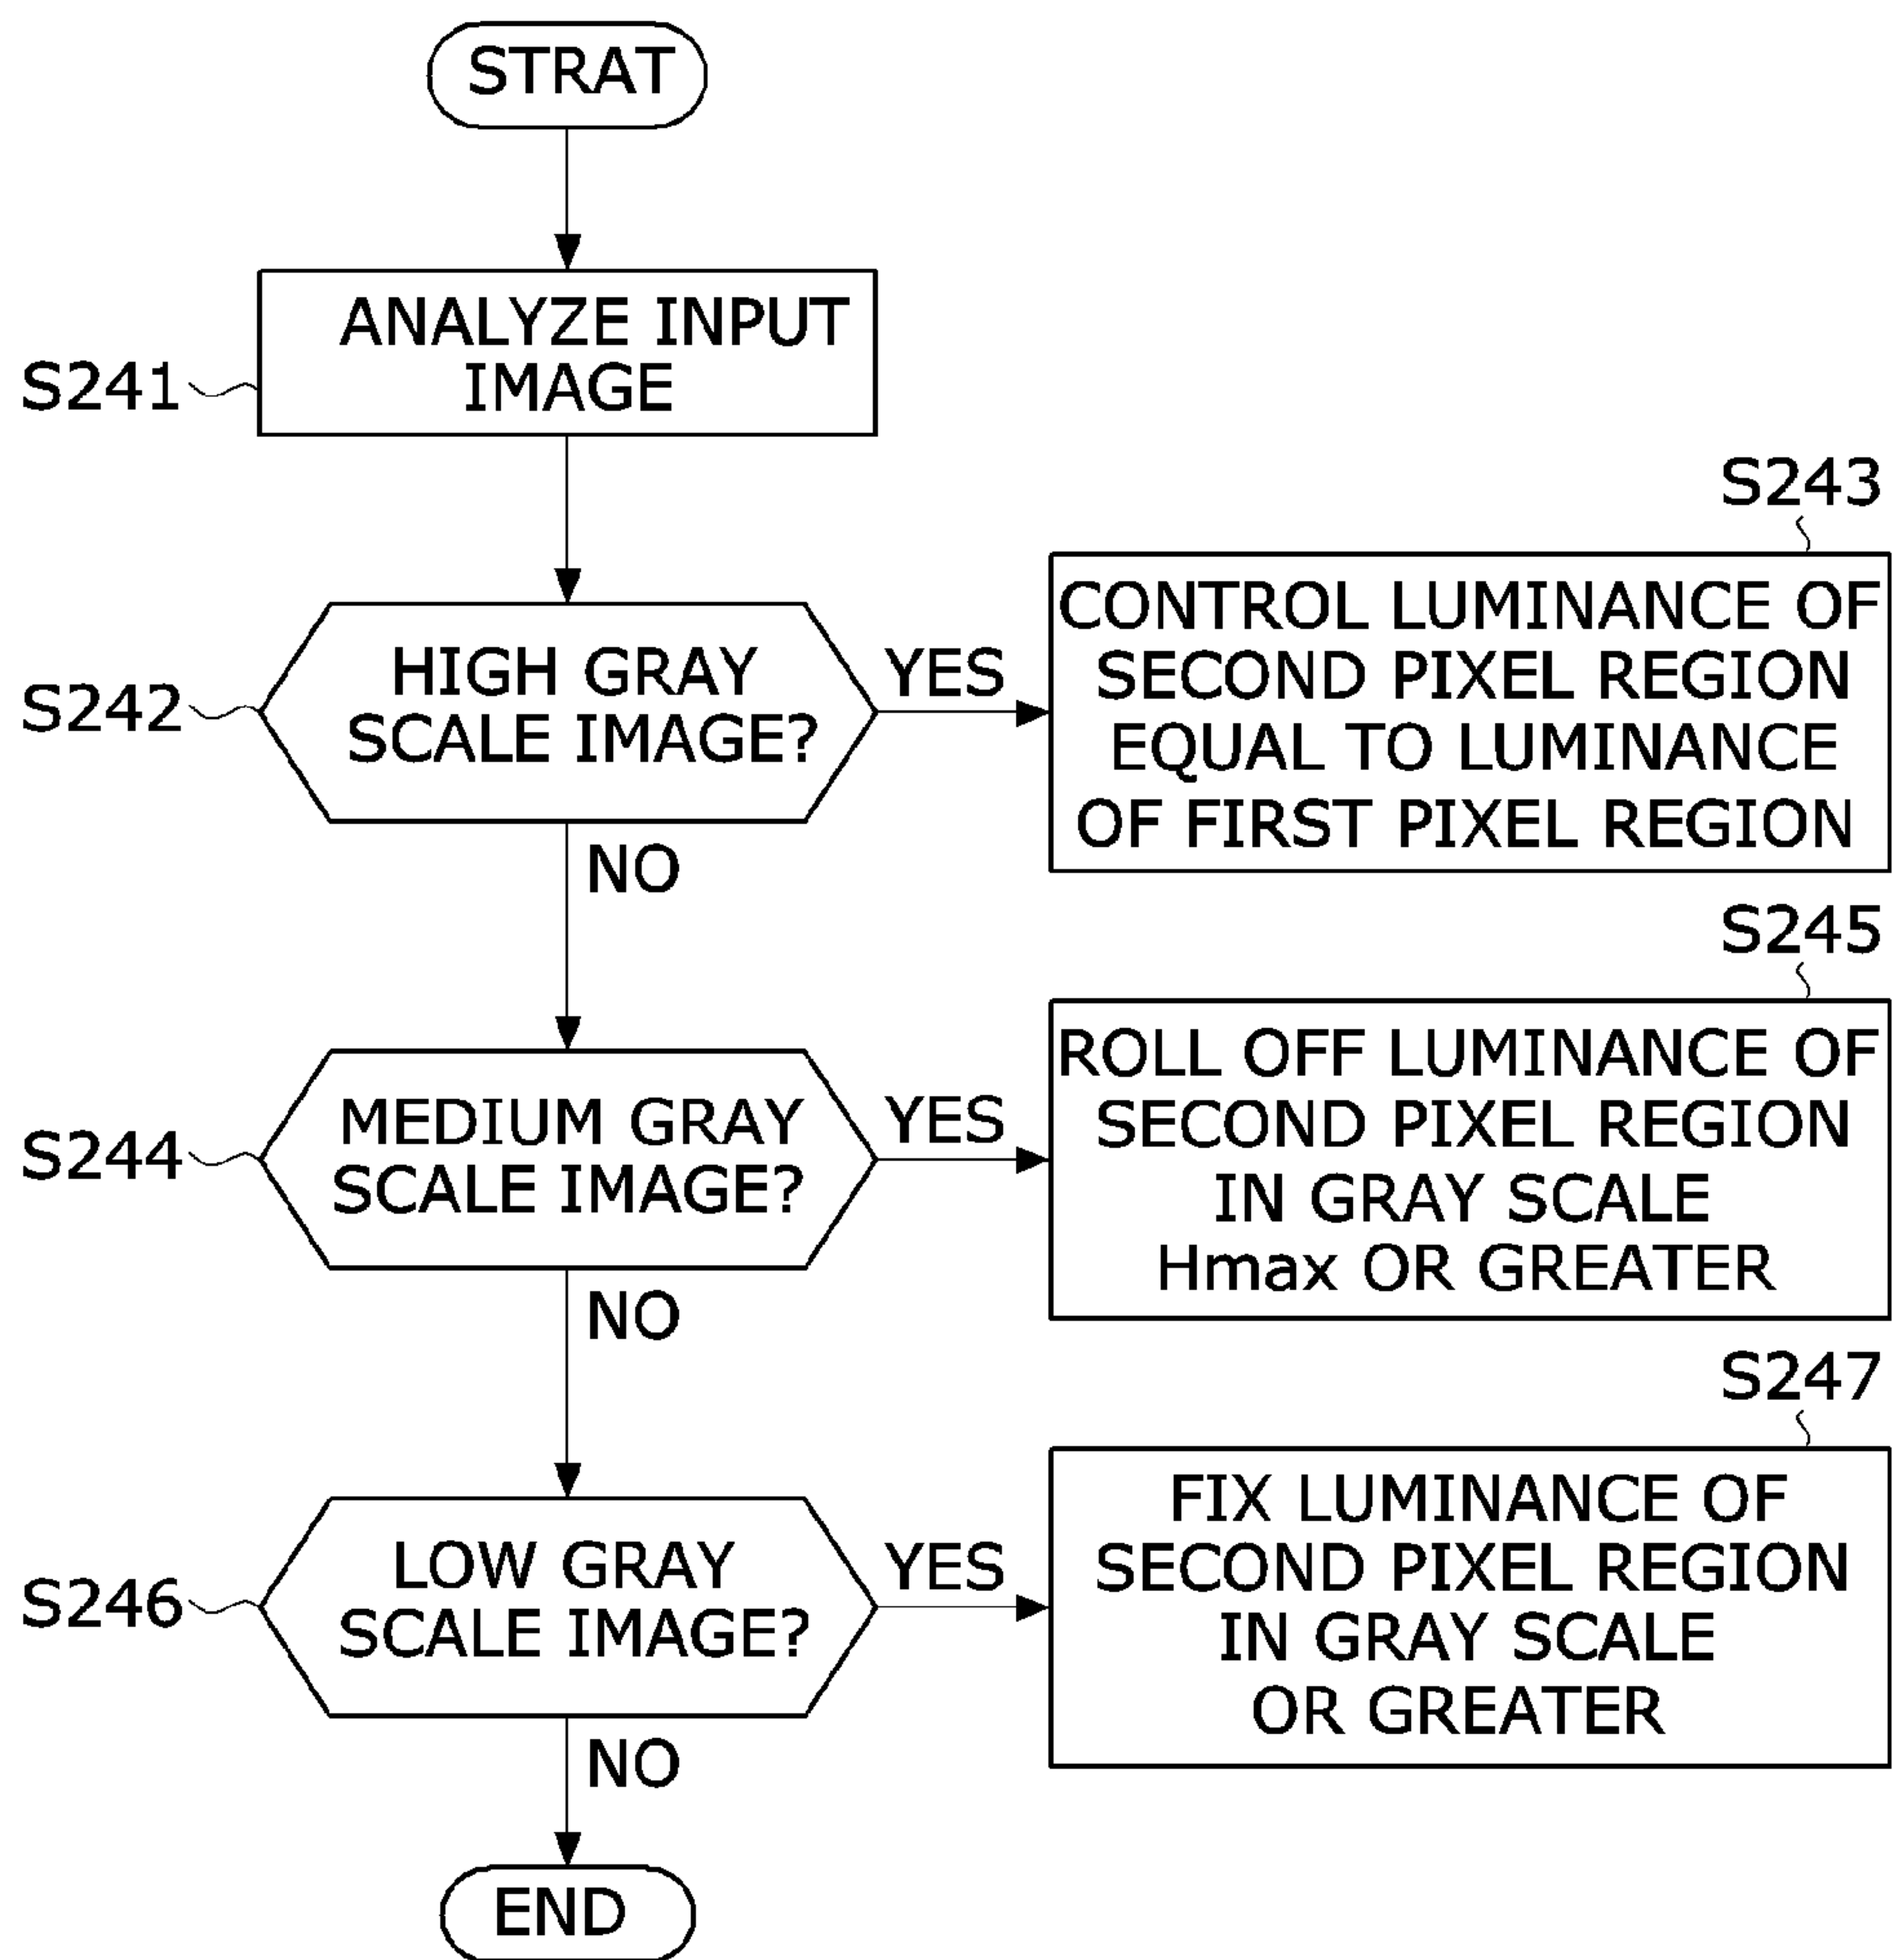 STRAT
ANALYZE INPUT
IMAGE
S241
S243
CONTROL LUMINANCE OF
SECOND PIXEL REGION
EQUAL TO LUMINANCE
OF FIRST PIXEL REGION
HIGH GRAY
SCALE IMAGE?
S242
YES
NO
S245
ROLL OFF LUMINANCE OF
SECOND PIXEL REGION
IN GRAY SCALE
Hmax OR GREATER
MEDIUM GRAY
SCALE IMAGE?
S244
YES
NO
S247
FIX LUMINANCE OF
SECOND PIXEL REGION
IN GRAY SCALE
OR GREATER
LOW GRAY
SCALE IMAGE?
S246
YES
NO
END